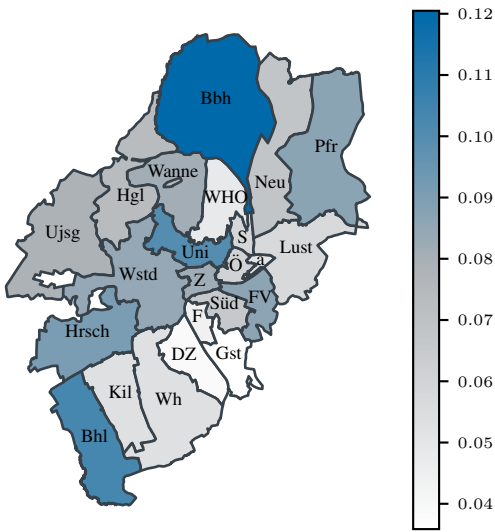 0.12
0.11
0.10
0.09
0.08
0.07
0.06
0.05
0.04
Bbh
Pfr
Wanne
Hgl
WHO
Neu
Ujsg
S
Lust
Uni
Ö
a
Wstd
Z
FV
Süd
F
Hrsch
DZ
Gst
Kil
Wh
Bhl